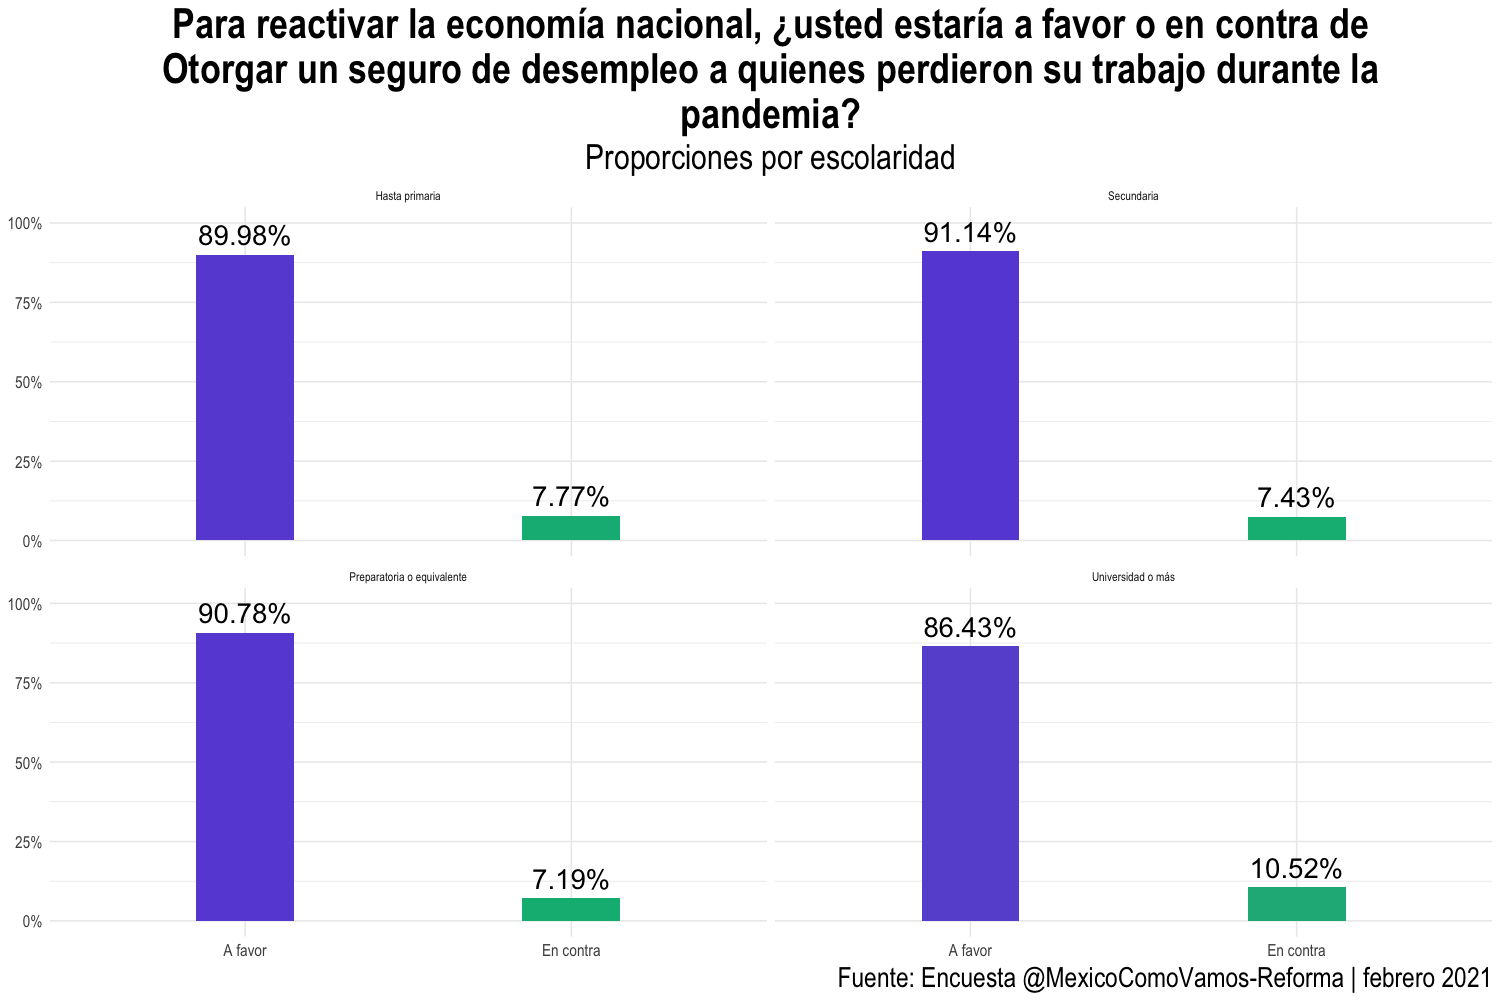 Para reactivar la economía nacional, ¿usted estaría a favor o en contra de
Otorgar un seguro de desempleo a quienes perdieron su trabajo durante la
pandemia?
Proporciones por escolaridad
Hasta primaria
100%
75%
50%
25%
0%
89.98%
7.77%
Secundaria
91.14%
7.43%
Preparatoria o equivalente
100%
75%
50%
25%
0%
90.78%
7.19%
A favor
En contra
Universidad o más
86.43%
10.52%
A favor
En contra
Fuente: Encuesta @MexicoComoVamos-Reforma | febrero 2021